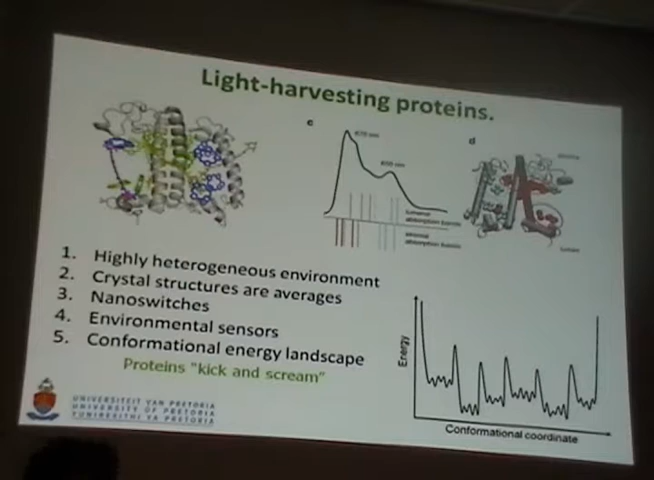 Light-harvesting proteins.
c
d
1. Highly heterogeneous environment
2. Crystal structures are averages
3. Nanoswitches
4. Environmental sensors
5. Conformational energy landscape
Proteins "kick and scream"
Energy
Conformational coordinate
UNIVERSITEIT VAN PRETORIA
UNIVERSITY OF PRETORIA
YUNIBESITHI YA PRETORIA